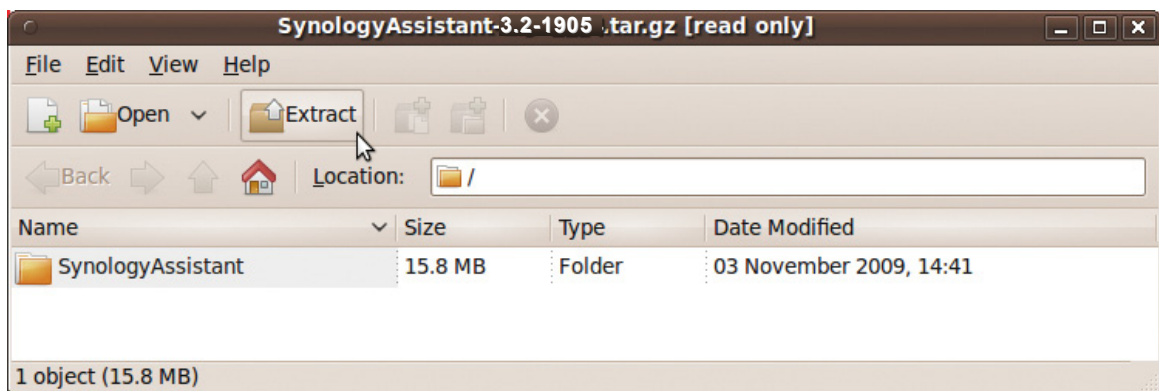 SynologyAssistant-3.2-1905 .tar.gz [read only]
File Edit View Help
Open Extract
Back Location: /
Name Size Type Date Modified
SynologyAssistant 15.8 MB Folder 03 November 2009, 14:41
1 object (15.8 MB)